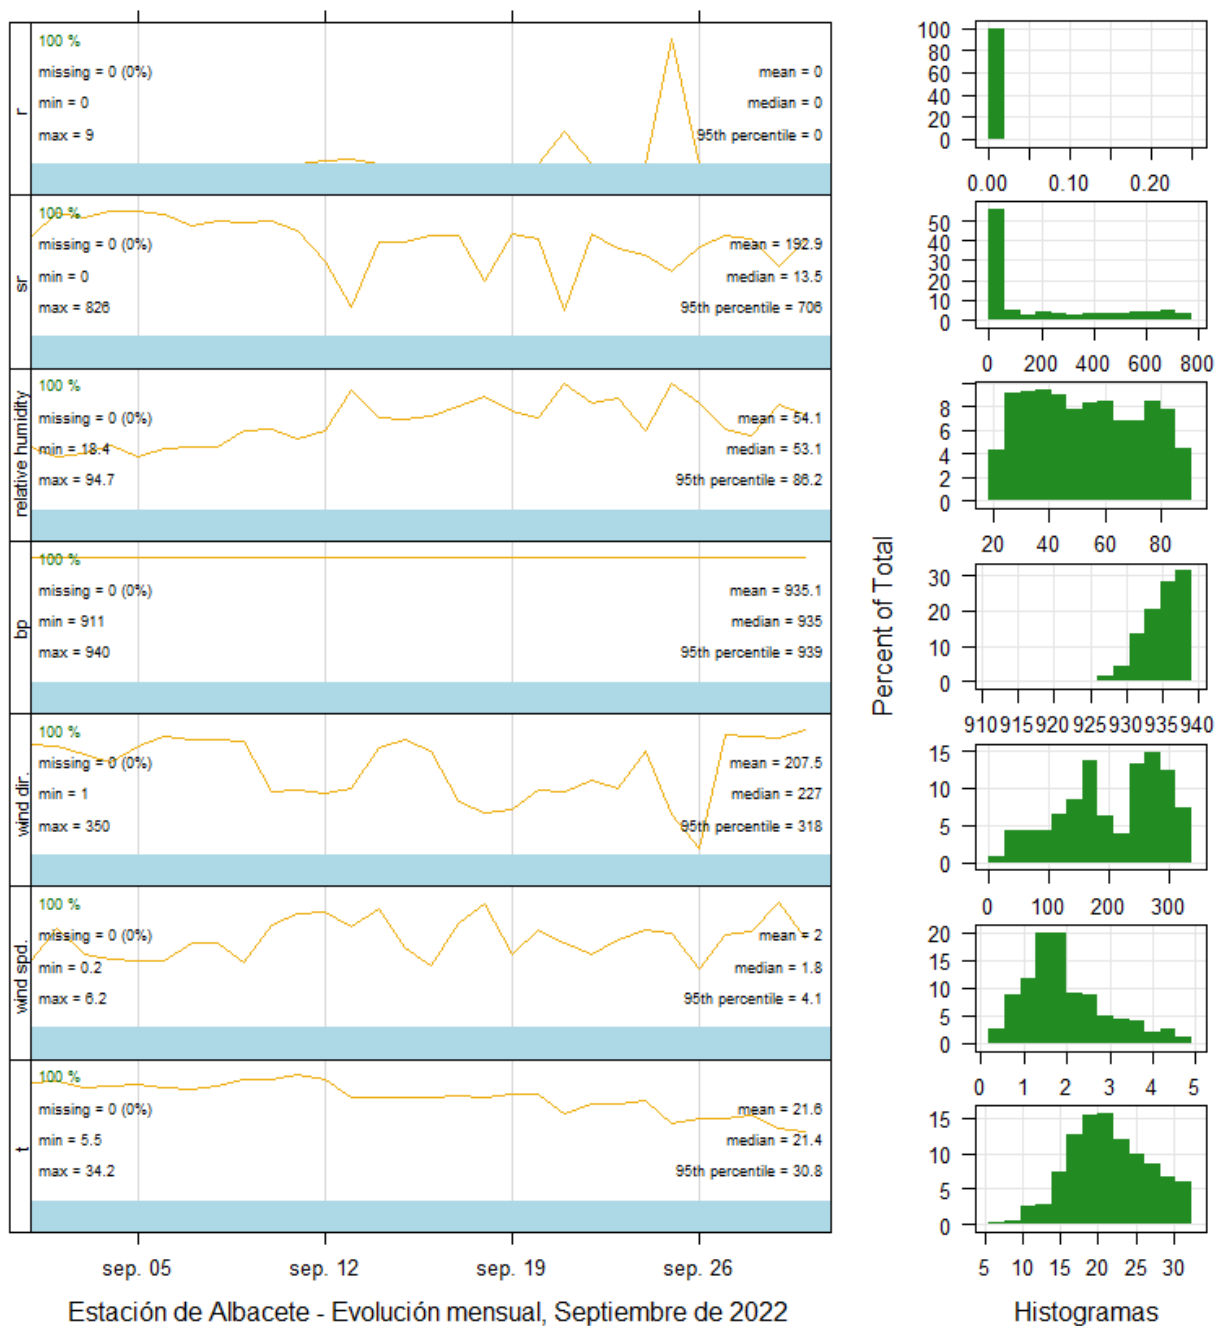 r
100 %
missing = 0 (0%)
min = 0
max = 9
mean = 0
median = 0
95th percentile = 0
sr
100 %
missing = 0 (0%)
min = 0
max = 826
mean = 192.9
median = 13.5
95th percentile = 706
relative humidity
100 %
missing = 0 (0%)
min = 18.4
max = 94.7
mean = 54.1
median = 53.1
95th percentile = 86.2
bp
100 %
missing = 0 (0%)
min = 911
max = 940
mean = 935.1
median = 935
95th percentile = 939
wind dir.
100 %
missing = 0 (0%)
min = 1
max = 350
mean = 207.5
median = 227
95th percentile = 318
wind spd.
100 %
missing = 0 (0%)
min = 0.2
max = 6.2
mean = 2
median = 1.8
95th percentile = 4.1
t
100 %
missing = 0 (0%)
min = 5.5
max = 34.2
mean = 21.6
median = 21.4
95th percentile = 30.8
sep. 05 sep. 12 sep. 19 sep. 26
Estación de Albacete - Evolución mensual, Septiembre de 2022
Percent of Total
100
80
60
40
20
0
0.00 0.10 0.20
50
40
30
20
10
0
0 200 400 600 800
8
6
4
2
0
20 40 60 80
30
20
10
0
910 915 920 925 930 935 940
15
10
5
0
0 100 200 300
20
15
10
5
0
0 1 2 3 4 5
15
10
5
0
5 10 15 20 25 30
Histogramas